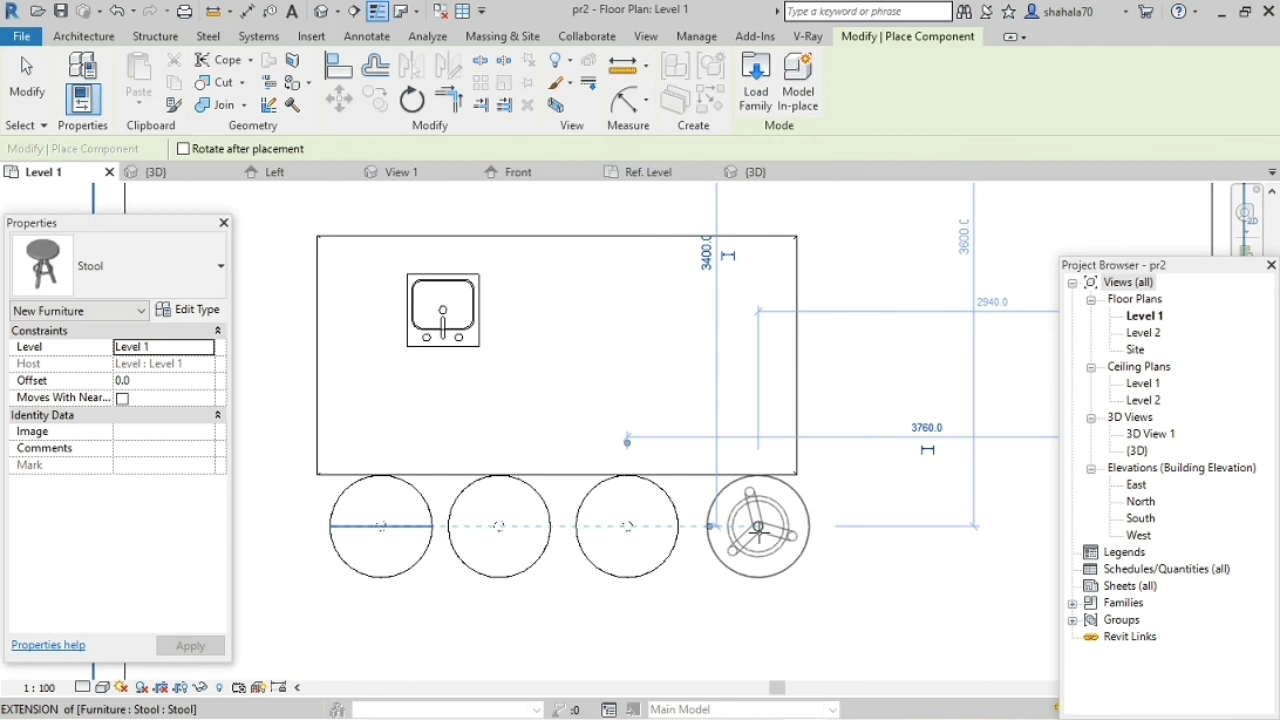 pr2 - Floor Plan: Level 1
Type a keyword or phrase
shahala70
File Architecture Structure Steel Systems Insert Annotate Analyze Massing & Site Collaborate View Manage Add-Ins V-Ray Modify | Place Component
Modify
Paste
Cope
Cut
Join
Load Family
Model In-place
Select Properties Clipboard Geometry Modify View Measure Create Mode
Modify | Place Component
Rotate after placement
Level 1 {3D} Left View 1 Front Ref. Level {3D}
Properties
Stool
New Furniture
Edit Type
Constraints
Level Level 1
Host Level : Level 1
Offset 0.0
Moves With Near...
Identity Data
Image
Comments
Mark
Properties help
Apply
3400.0
3600.0
2940.0
3760.0
2D
Project Browser - pr2
Views (all)
Floor Plans
Level 1
Level 2
Site
Ceiling Plans
Level 1
Level 2
3D Views
3D View 1
(3D)
Elevations (Building Elevation)
East
North
South
West
Legends
Schedules/Quantities (all)
Sheets (all)
Families
Groups
Revit Links
1 : 100
EXTENSION of [Furniture : Stool : Stool]
:0
Main Model